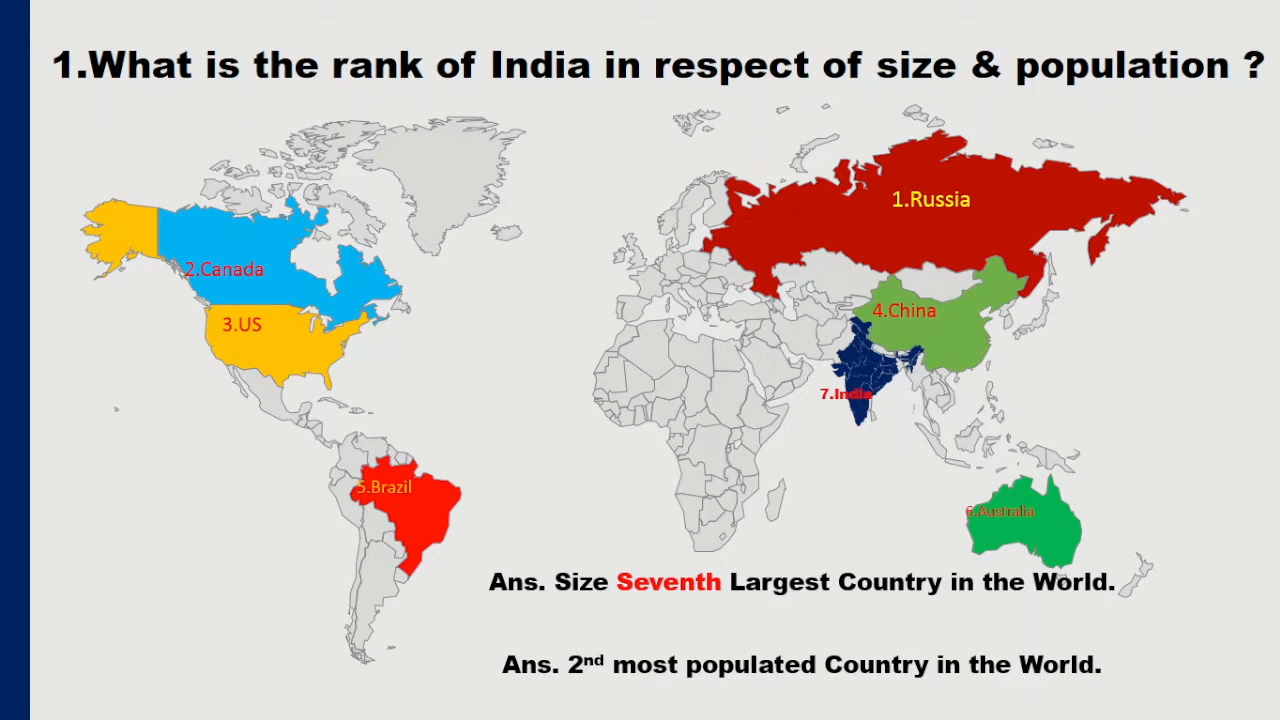 1.What is the rank of India in respect of size & population ?
1.Russia
2.Canada
4.China
3.US
7.India
5.Brazil
6.Australia
Ans. Size Seventh Largest Country in the World.
Ans. 2nd most populated Country in the World.